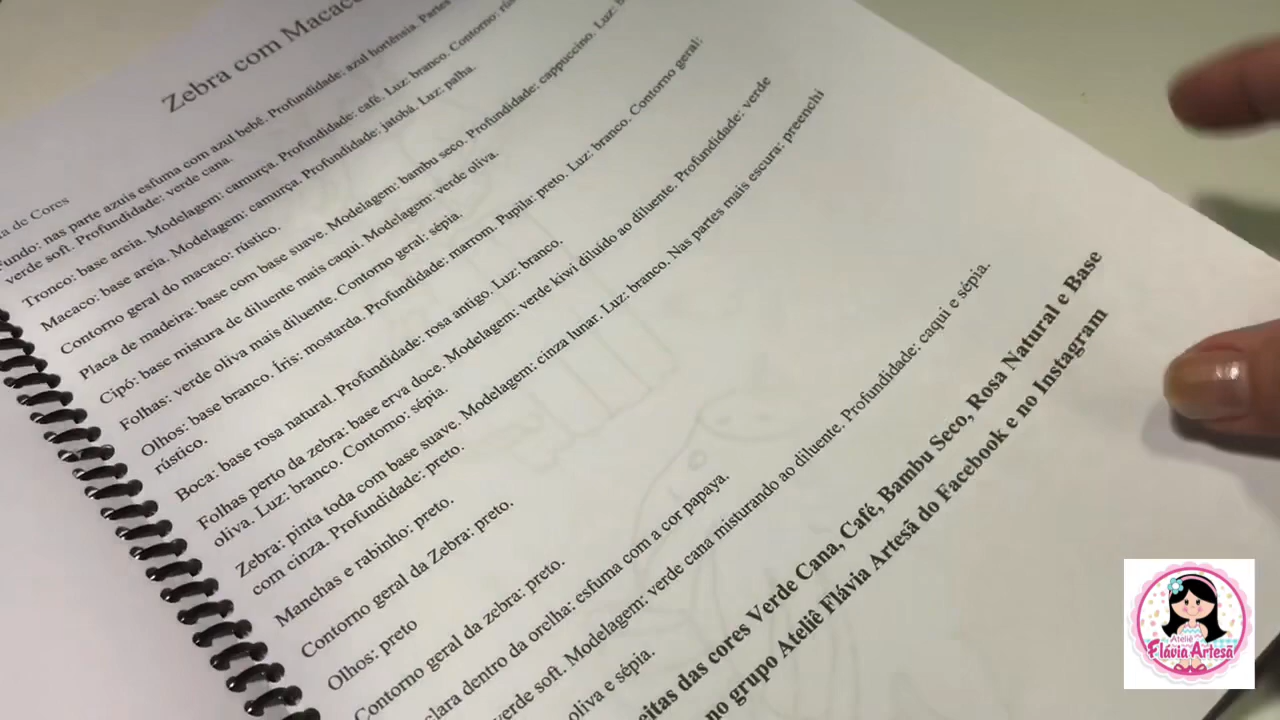 Zebra com Macaco
de Cores
Fundo: nas parte azuis esfuma com azul bebê. Profundidade: azul hortênsia. Partes
verde soft. Profundidade: verde cana.
Tronco: base areia. Modelagem: camurça. Profundidade: café. Luz: branco. Contorno:
Macaco: base areia. Modelagem: camurça. Profundidade: jatobá. Luz: palha.
Contorno geral do macaco: rústico.
Placa de madeira: base com base suave. Modelagem: bambu seco. Profundidade: cappuccino. Luz:
Cipó: base mistura de diluente mais caqui. Modelagem: verde oliva.
Folhas: verde oliva mais diluente. Contorno geral: sépia.
Olhos: base branco. Íris: mostarda. Profundidade: marrom. Pupila: preto. Luz: branco. Contorno geral:
rústico.
Boca: base rosa natural. Profundidade: rosa antigo. Luz: branco.
Folhas perto da zebra: base erva doce. Modelagem: verde kiwi diluído ao diluente. Profundidade: verde
oliva. Luz: branco. Contorno: sépia.
Zebra: pinta toda com base suave. Modelagem: cinza lunar. Luz: branco. Nas partes mais escura: preenchi
com cinza. Profundidade: preto.
Manchas e rabinho: preto.
Contorno geral da Zebra: preto.
Olhos: preto
Contorno geral da zebra: preto.
clara dentro da orelha: esfuma com a cor papaya.
verde soft. Modelagem: verde cana misturando ao diluente. Profundidade: caqui e sépia.
oliva e sépia.
das cores Verde Cana, Café, Bambu Seco, Rosa Natural e Base
no grupo Ateliê Flávia Artesã do Facebook e no Instagram
Ateliê
Flávia Artesã